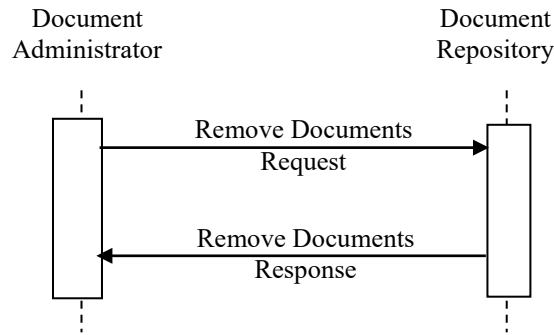 Document
Administrator
Document
Repository
Remove Documents
Request
Remove Documents
Response